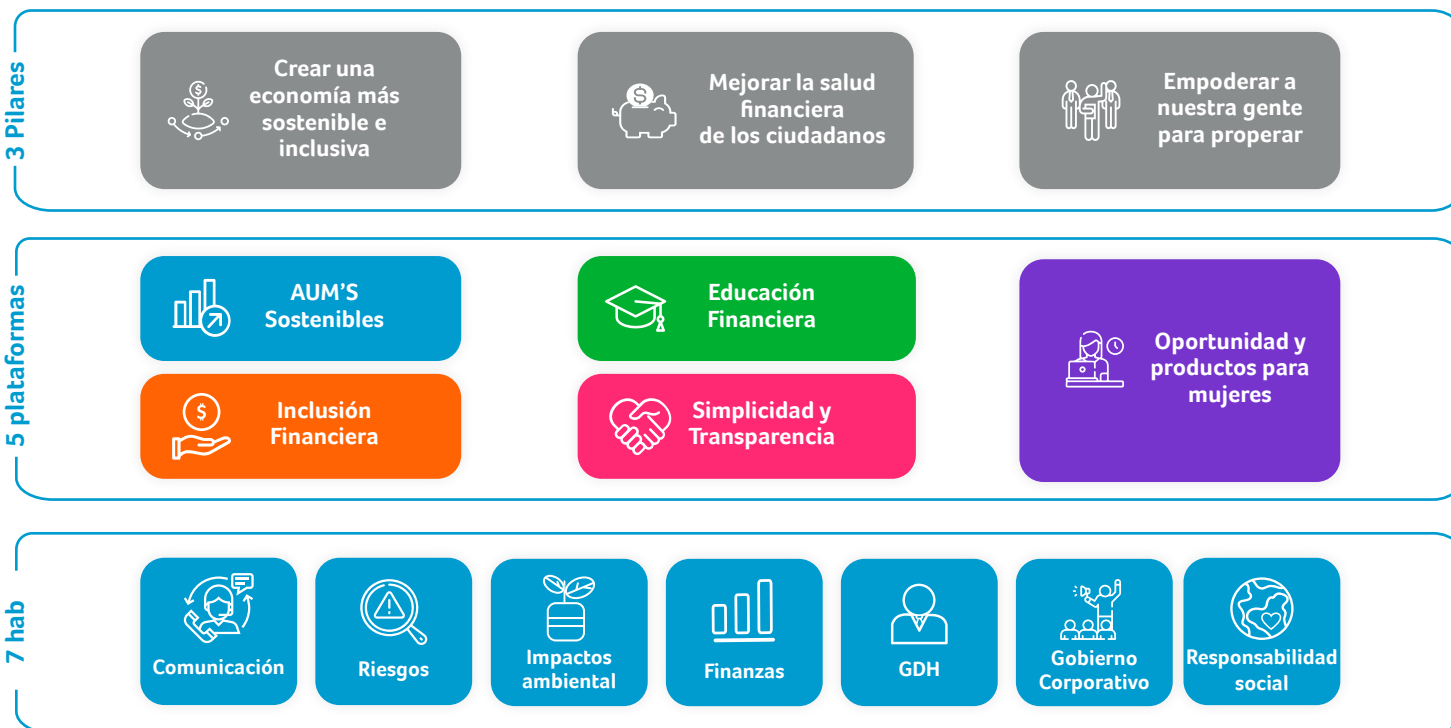 3 Pilares
Crear una
economía más
sostenible e
inclusiva
Mejorar la salud
financiera
de los ciudadanos
Empoderar a
nuestra gente
para properar
5 plataformas
AUM'S
Sostenibles
Educación
Financiera
Oportunidad y
productos para
mujeres
Inclusión
Financiera
Simplicidad y
Transparencia
7 hab
Comunicación
Riesgos
Impactos
ambiental
Finanzas
GDH
Gobierno
Corporativo
Responsabilidad
social